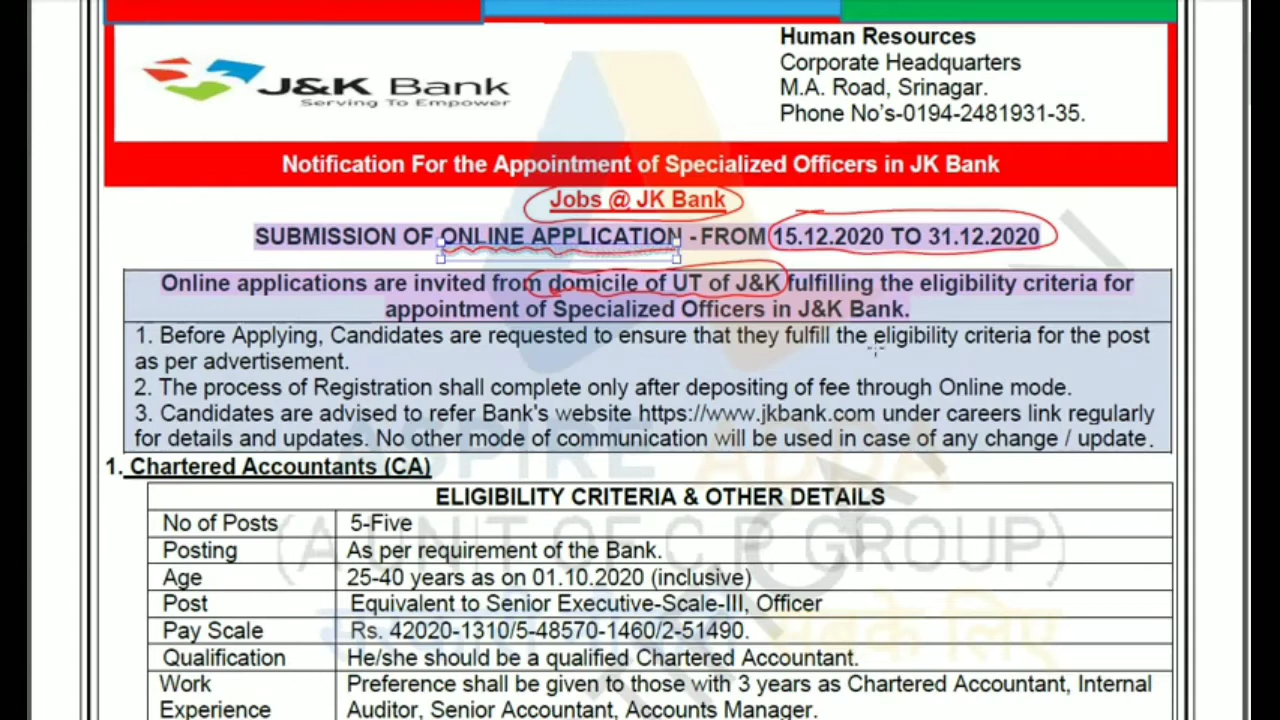 J&K Bank
Serving To Empower
Human Resources
Corporate Headquarters
M.A. Road, Srinagar.
Phone No's-0194-2481931-35.
Notification For the Appointment of Specialized Officers in JK Bank
Jobs @ JK Bank
SUBMISSION OF ONLINE APPLICATION - FROM 15.12.2020 TO 31.12.2020
Online applications are invited from domicile of UT of J&K fulfilling the eligibility criteria for
appointment of Specialized Officers in J&K Bank.
1. Before Applying, Candidates are requested to ensure that they fulfill the eligibility criteria for the post
as per advertisement.
2. The process of Registration shall complete only after depositing of fee through Online mode.
3. Candidates are advised to refer Bank's website https://www.jkbank.com under careers link regularly
for details and updates. No other mode of communication will be used in case of any change / update.
ASPIRE ADDA
1. Chartered Accountants (CA)
ELIGIBILITY CRITERIA & OTHER DETAILS
No of Posts 5-Five
(A UNIT OF C P GROUP)
Posting As per requirement of the Bank.
Age 25-40 years as on 01.10.2020 (inclusive)
Post Equivalent to Senior Executive-Scale-III, Officer
Pay Scale Rs. 42020-1310/5-48570-1460/2-51490.
सबके लिए
Qualification He/she should be a qualified Chartered Accountant.
Work Preference shall be given to those with 3 years as Chartered Accountant, Internal
Experience Auditor, Senior Accountant, Accounts Manager.